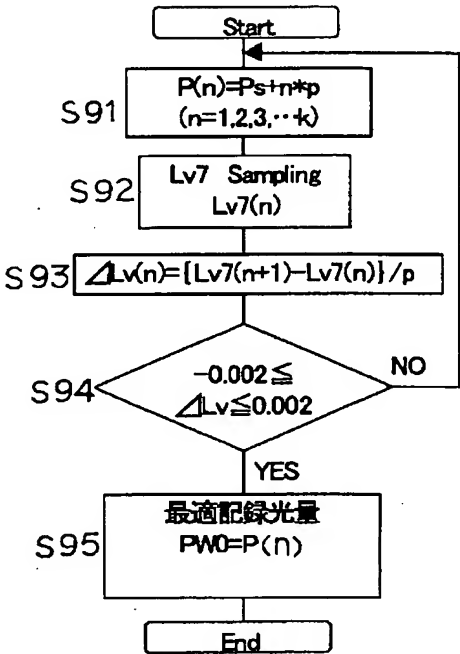 Start
S91
P(n)=Ps+n*p
(n=1,2,3,···k)
S92
Lv7 Sampling
Lv7(n)
S93
⊿Lv(n)={Lv7(n+1)-Lv7(n)}/p
S94
-0.002≦
⊿Lv≦0.002
NO
YES
S95
最適記録光量
PW0=P(n)
End